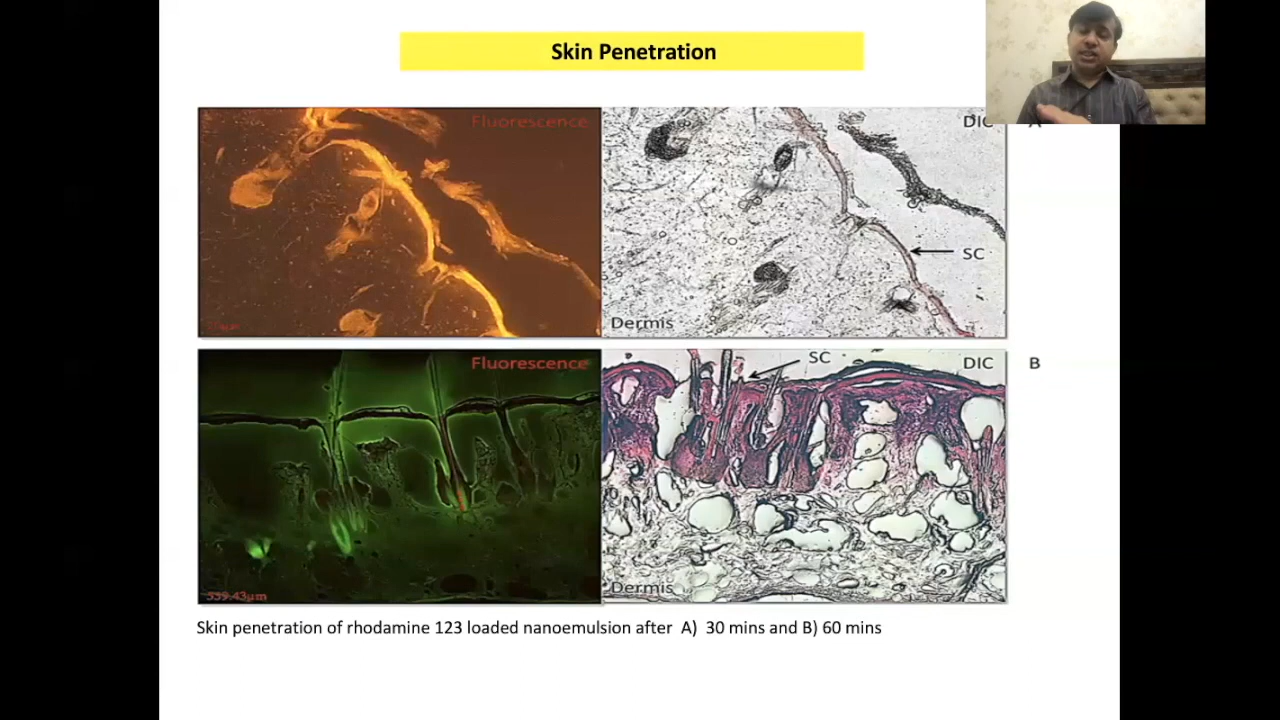 Skin Penetration
Fluorescence
DIC
A
SC
Dermis
Fluorescence
SC
DIC
B
559.43µm
Dermis
Skin penetration of rhodamine 123 loaded nanoemulsion after A) 30 mins and B) 60 mins